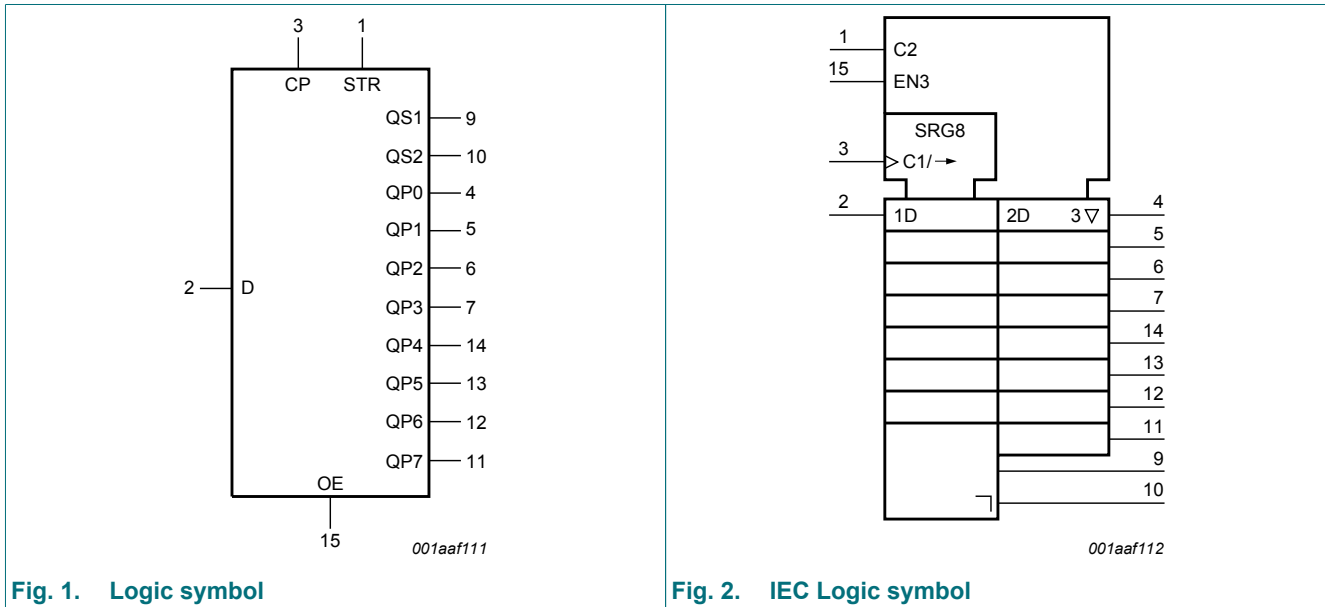 3 1
CP STR
QS1 9
QS2 10
QP0 4
QP1 5
QP2 6
QP3 7
2 D
QP4 14
QP5 13
QP6 12
QP7 11
OE
15
001aaf111
Fig. 1. Logic symbol
1 C2
15 EN3
SRG8
3 C1/→
2 1D 2D 3▽ 4
5
6
7
14
13
12
11
9
10
001aaf112
Fig. 2. IEC Logic symbol